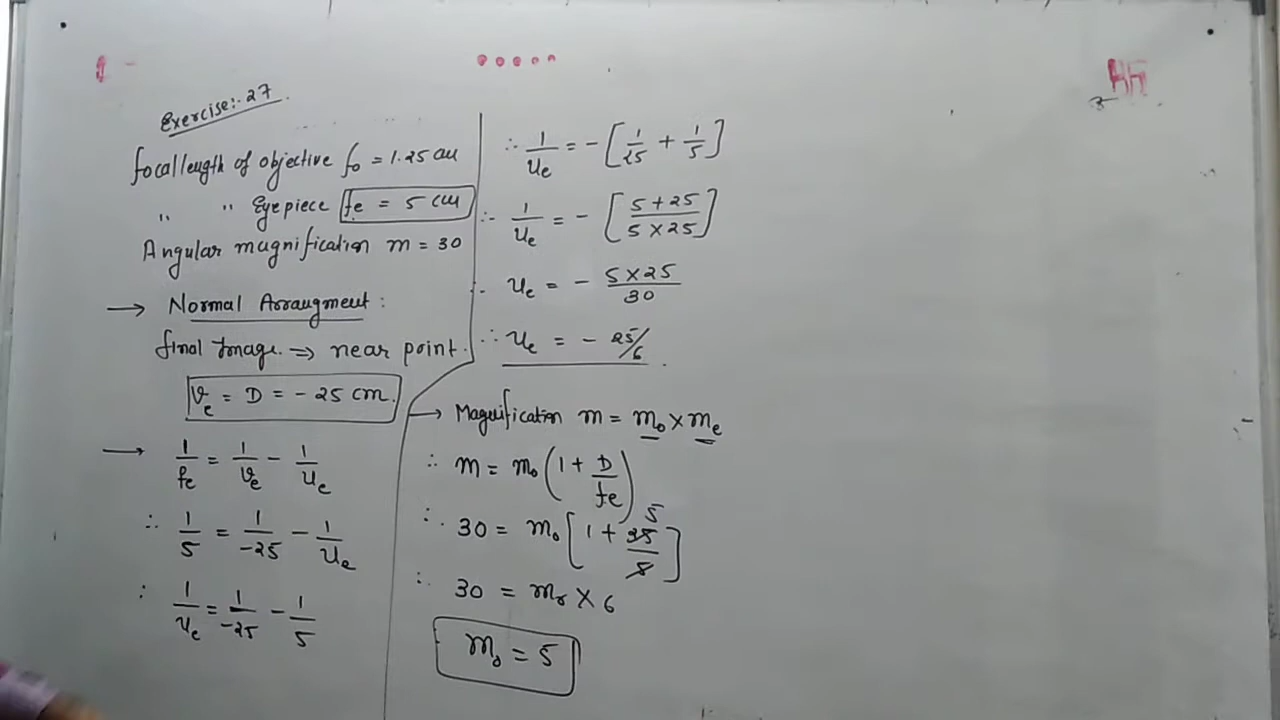 Exercise:- 27
focal length of objective fo = 1.25 cm
" " Eyepiece fe = 5 cm
Angular magnification m = 30
→ Normal Arraugment :
final Image. ⇒ near point.
ve = D = - 25 cm.
→ 1/fe = 1/ve - 1/ue
∴ 1/5 = 1/-25 - 1/ue
∴ 1/ue = 1/-25 - 1/5
∴ 1/ue = - [1/25 + 1/5]
∴ 1/ue = - [5+25/5×25]
∴ ue = - 5×25/30
∴ ue = - 25/6
→ Magnification m = mo × me
∴ m = mo (1 + D/fe)
∴ 30 = mo [1 + 25/5] 5
∴ 30 = mo × 6
mo = 5